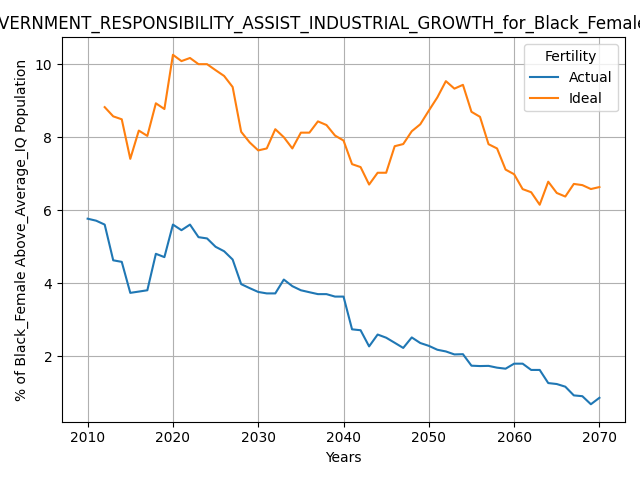 VERNMENT_RESPONSIBILITY_ASSIST_INDUSTRIAL_GROWTH_for_Black_Female
% of Black_Female Above_Average_IQ Population
10
8
6
4
2
Fertility
Actual
Ideal
2010 2020 2030 2040 2050 2060 2070
Years